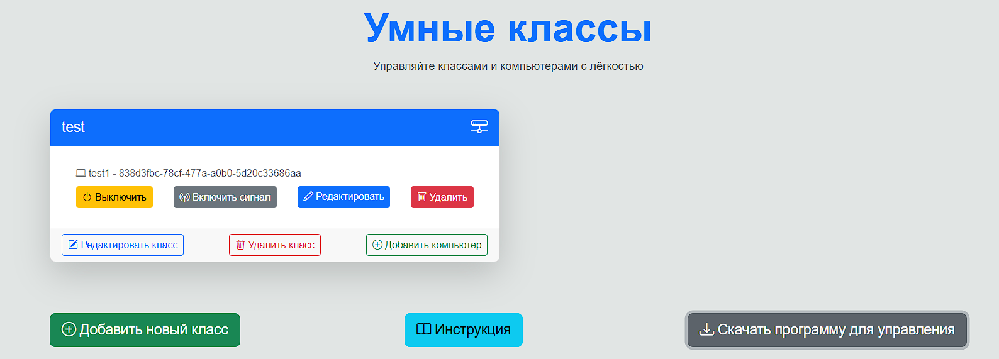 Умные классы
Управляйте классами и компьютерами с лёгкостью
test
test1 - 838d3fbc-78cf-477a-a0b0-5d20c33686aa
Выключить Включить сигнал Редактировать Удалить
Редактировать класс Удалить класс Добавить компьютер
Добавить новый класс Инструкция Скачать программу для управления